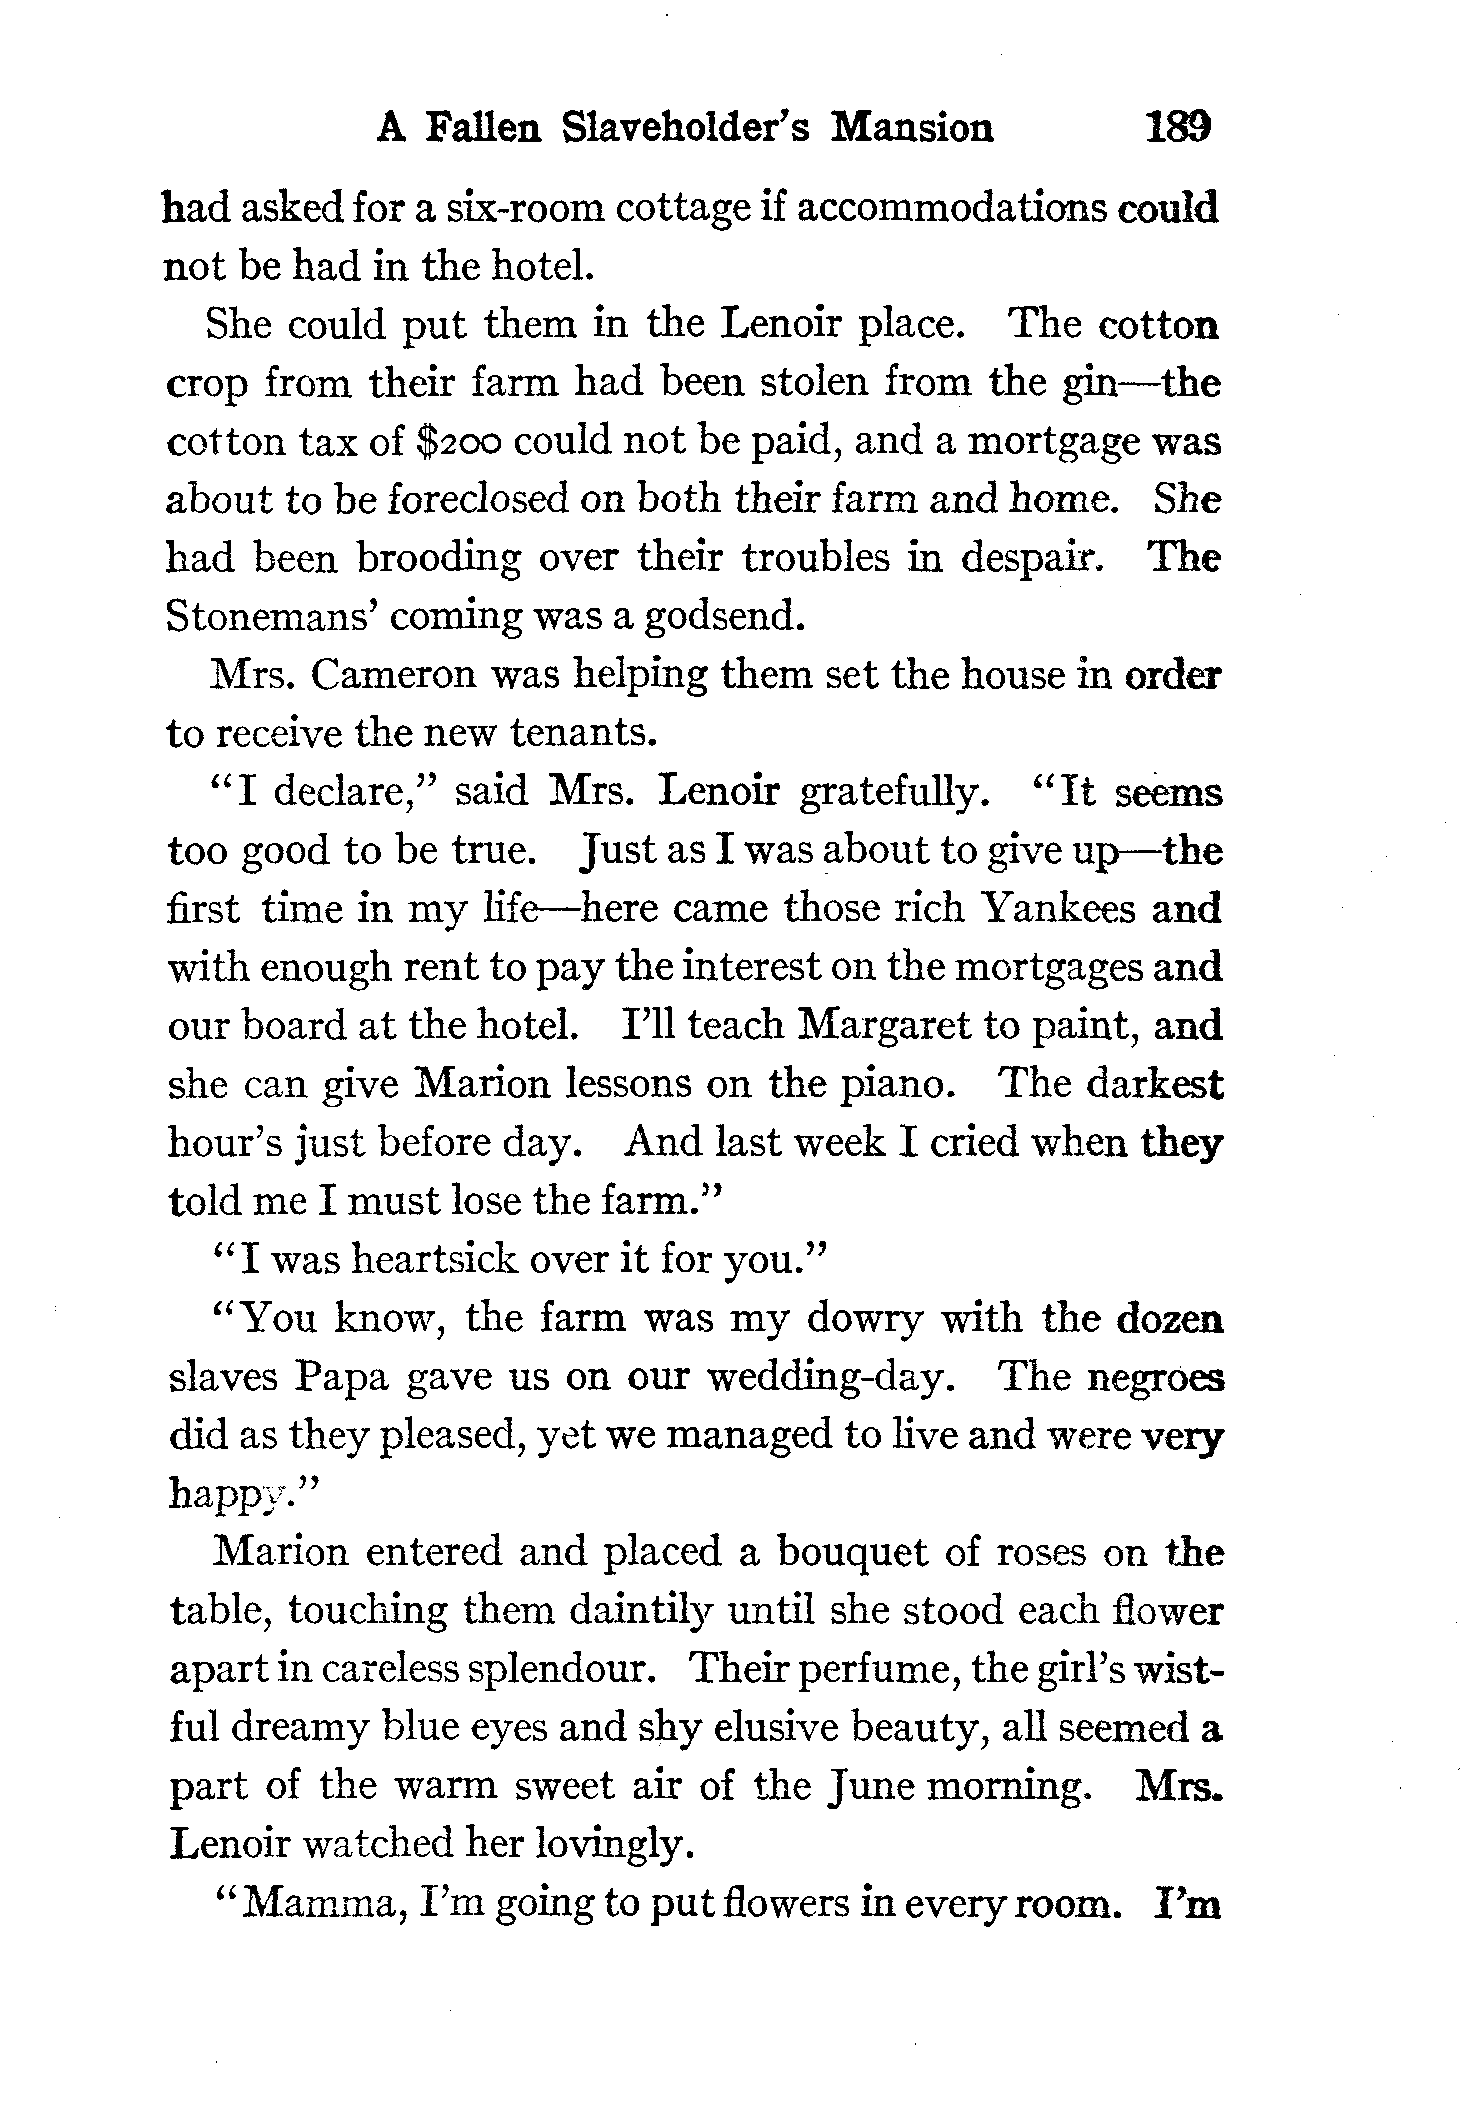 A Fallen Slaveholder's Mansion 189
had asked for a six-room cottage if accommodations could
not be had in the hotel.
She could put them in the Lenoir place. The cotton
crop from their farm had been stolen from the gin—the
cotton tax of $200 could not be paid, and a mortgage was
about to be foreclosed on both their farm and home. She
had been brooding over their troubles in despair. The
Stonemans' coming was a godsend.
Mrs. Cameron was helping them set the house in order
to receive the new tenants.
"I declare," said Mrs. Lenoir gratefully. "It seems
too good to be true. Just as I was about to give up—the
first time in my life—here came those rich Yankees and
with enough rent to pay the interest on the mortgages and
our board at the hotel. I'll teach Margaret to paint, and
she can give Marion lessons on the piano. The darkest
hour's just before day. And last week I cried when they
told me I must lose the farm."
"I was heartsick over it for you."
"You know, the farm was my dowry with the dozen
slaves Papa gave us on our wedding-day. The negroes
did as they pleased, yet we managed to live and were very
happy."
Marion entered and placed a bouquet of roses on the
table, touching them daintily until she stood each flower
apart in careless splendour. Their perfume, the girl's wist-
ful dreamy blue eyes and shy elusive beauty, all seemed a
part of the warm sweet air of the June morning. Mrs.
Lenoir watched her lovingly.
"Mamma, I'm going to put flowers in every room. I'm